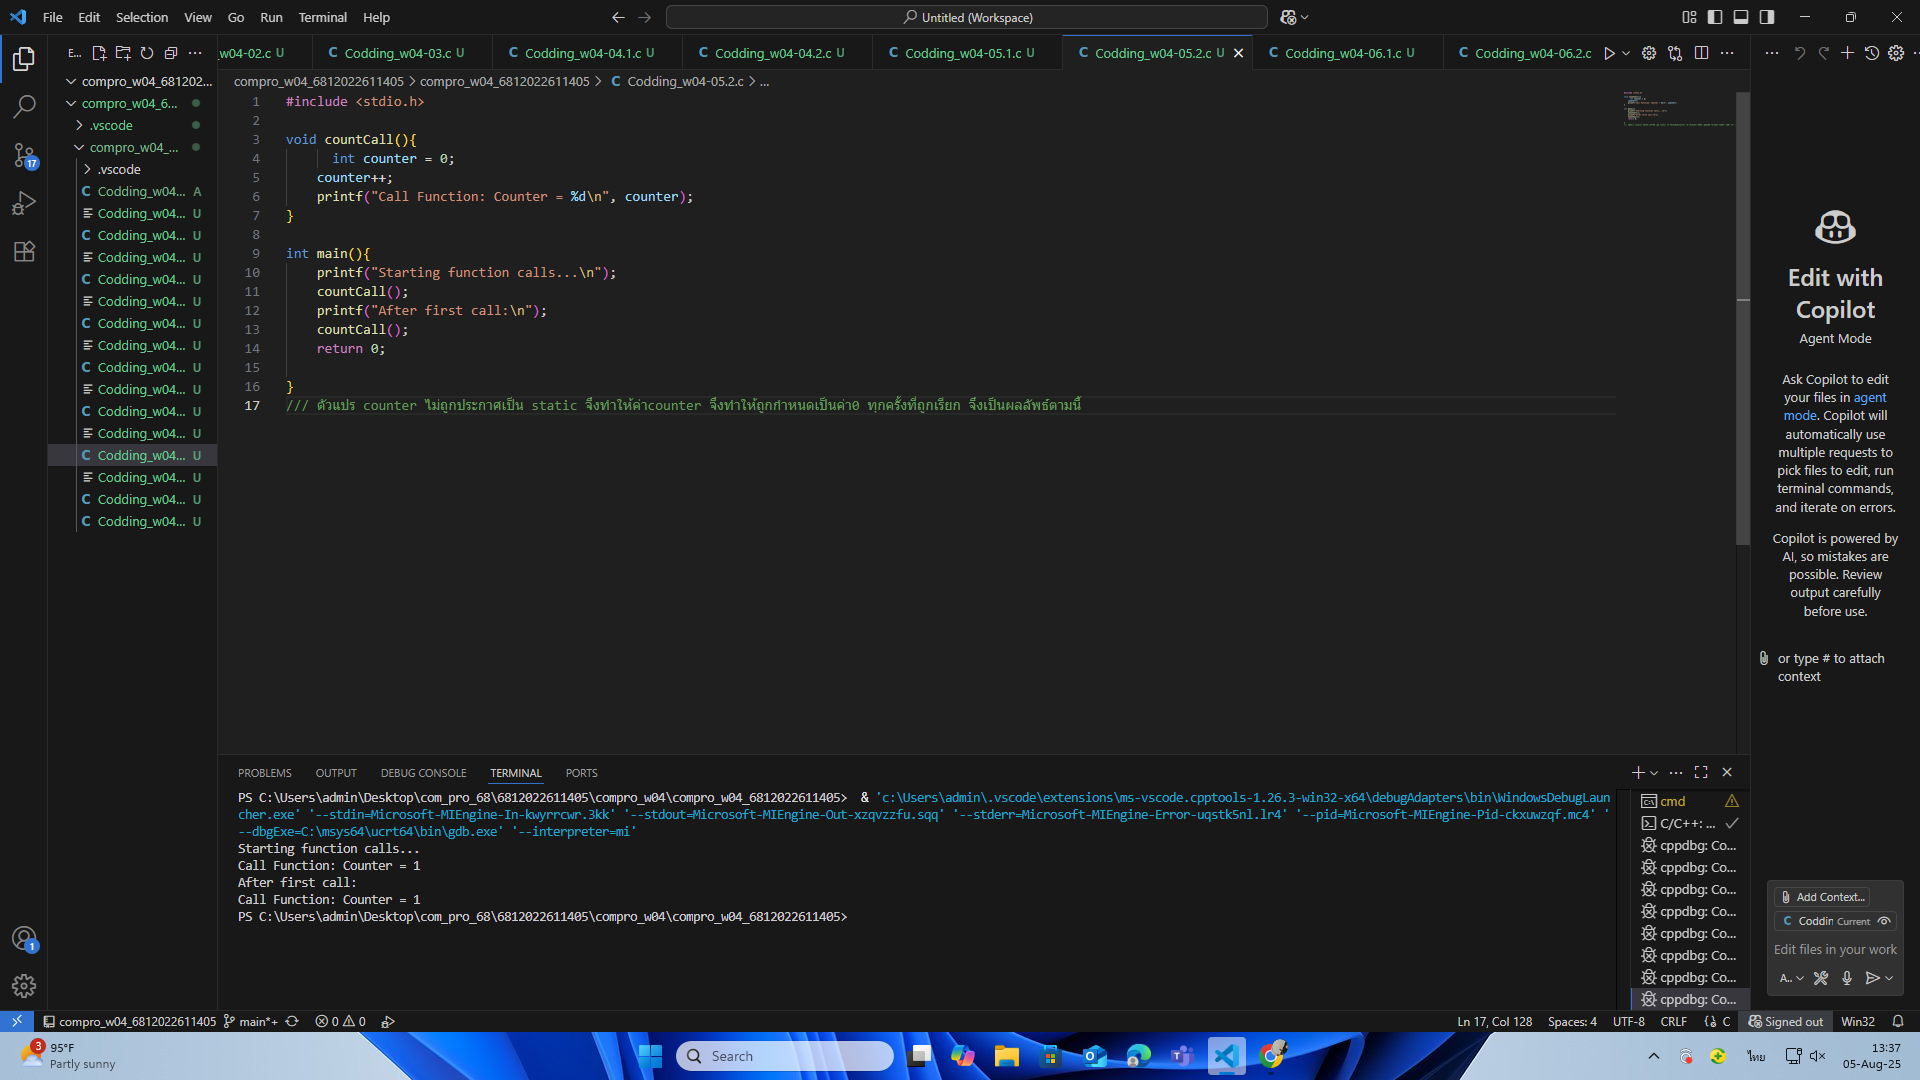 File Edit Selection View Go Run Terminal Help
Untitled (Workspace)
E...
_w04-02.c U
C Codding_w04-03.c U
C Codding_w04-04.1.c U
C Codding_w04-04.2.c U
C Codding_w04-05.1.c U
C Codding_w04-05.2.c U
C Codding_w04-06.1.c U
C Codding_w04-06.2.c
compro_w04_681202...
compro_w04_6...
.vscode
compro_w04_...
.vscode
C Codding_w04... A
Codding_w04... U
C Codding_w04... U
Codding_w04... U
C Codding_w04... U
Codding_w04... U
C Codding_w04... U
Codding_w04... U
C Codding_w04... U
Codding_w04... U
C Codding_w04... U
Codding_w04... U
C Codding_w04... U
Codding_w04... U
C Codding_w04... U
C Codding_w04... U
17
1
compro_w04_6812022611405 > compro_w04_6812022611405 > C Codding_w04-05.2.c > ...
1 #include <stdio.h>
2
3 void countCall(){
4 int counter = 0;
5 counter++;
6 printf("Call Function: Counter = %d\n", counter);
7 }
8
9 int main(){
10 printf("Starting function calls...\n");
11 countCall();
12 printf("After first call:\n");
13 countCall();
14 return 0;
15
16 }
17 /// ตัวแปร counter ไม่ถูกประกาศเป็น static จึงทำให้ค่าcounter จึงทำให้ถูกกำหนดเป็นค่า0 ทุกครั้งที่ถูกเรียก จึงเป็นผลลัพธ์ตามนี้
PROBLEMS OUTPUT DEBUG CONSOLE TERMINAL PORTS
PS C:\Users\admin\Desktop\com_pro_68\6812022611405\compro_w04\compro_w04_6812022611405> & 'c:\Users\admin\.vscode\extensions\ms-vscode.cpptools-1.26.3-win32-x64\debugAdapters\bin\WindowsDebugLaun
cher.exe' '--stdin=Microsoft-MIEngine-In-kwyrrcwr.3kk' '--stdout=Microsoft-MIEngine-Out-xzqvzzfu.sqq' '--stderr=Microsoft-MIEngine-Error-uqstk5nl.lr4' '--pid=Microsoft-MIEngine-Pid-ckxuwzqf.mc4' '
--dbgExe=C:\msys64\ucrt64\bin\gdb.exe' '--interpreter=mi'
Starting function calls...
Call Function: Counter = 1
After first call:
Call Function: Counter = 1
PS C:\Users\admin\Desktop\com_pro_68\6812022611405\compro_w04\compro_w04_6812022611405>
cmd
C/C++: ...
cppdbg: Co...
cppdbg: Co...
cppdbg: Co...
cppdbg: Co...
cppdbg: Co...
cppdbg: Co...
cppdbg: Co...
cppdbg: Co...
Edit with
Copilot
Agent Mode
Ask Copilot to edit
your files in agent
mode. Copilot will
automatically use
multiple requests to
pick files to edit, run
terminal commands,
and iterate on errors.
Copilot is powered by
AI, so mistakes are
possible. Review
output carefully
before use.
or type # to attach
context
Add Context...
C Coddin Current
Edit files in your work
A..
compro_w04_6812022611405 main*+ 0 0
Ln 17, Col 128 Spaces: 4 UTF-8 CRLF {} C Signed out Win32
3
95°F
Partly sunny
Search
ไทย
13:37
05-Aug-25